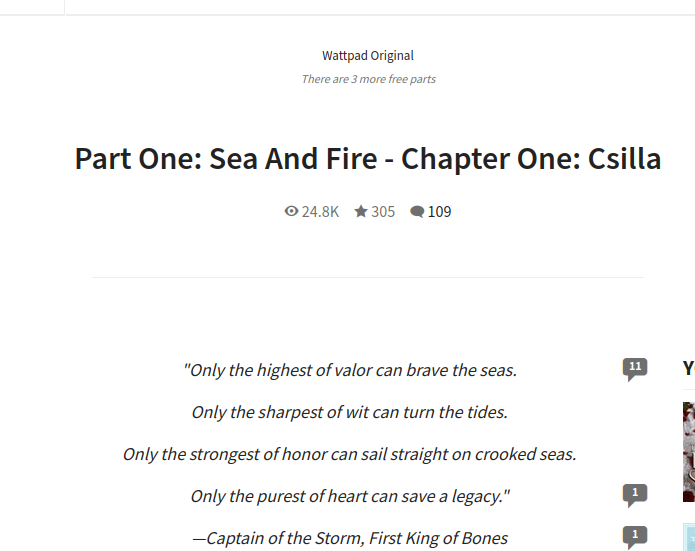 Wattpad Original
There are 3 more free parts
Part One: Sea And Fire - Chapter One: Csilla
24.8K 305 109
"Only the highest of valor can brave the seas.
11
Only the sharpest of wit can turn the tides.
Only the strongest of honor can sail straight on crooked seas.
Only the purest of heart can save a legacy."
1
—Captain of the Storm, First King of Bones
1